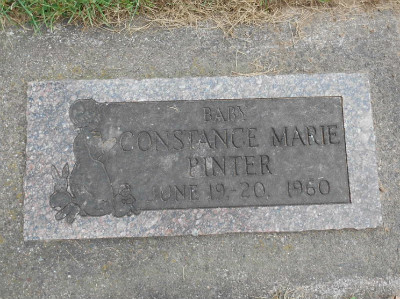 BABY
CONSTANCE MARIE
PINTER
JUNE 19-20, 1960